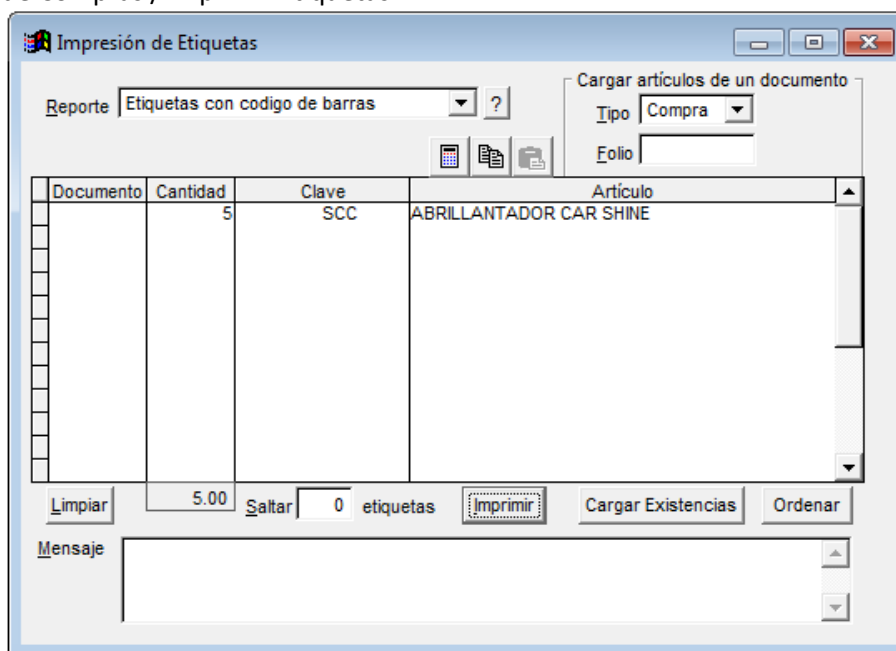 Impresión de Etiquetas
Cargar artículos de un documento
Reporte Etiquetas con codigo de barras ?
Tipo Compra
Folio
Documento Cantidad Clave Artículo
5 SCC ABRILLANTADOR CAR SHINE
Limpiar 5.00 Saltar 0 etiquetas Imprimir Cargar Existencias Ordenar
Mensaje